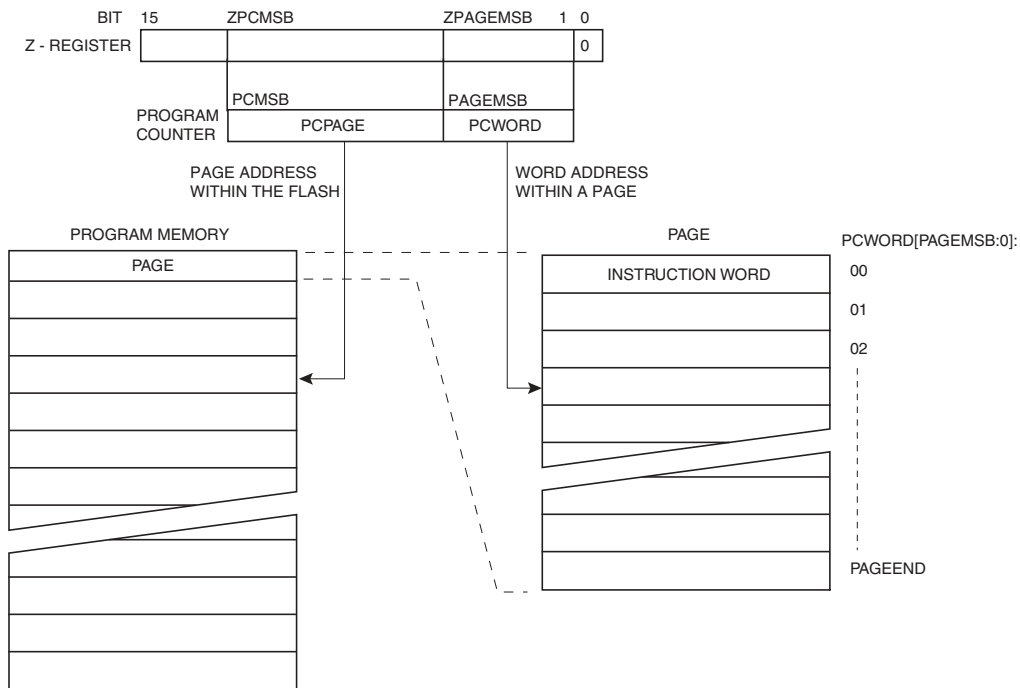 BIT 15 ZPCMSB ZPAGEMSB 1 0
Z - REGISTER 0
PCMSB PAGEMSB
PROGRAM
COUNTER
PCPAGE PCWORD
PAGE ADDRESS
WITHIN THE FLASH
WORD ADDRESS
WITHIN A PAGE
PROGRAM MEMORY
PAGE
PAGE
INSTRUCTION WORD
PCWORD[PAGEMSB:0]:
00
01
02
PAGEEND